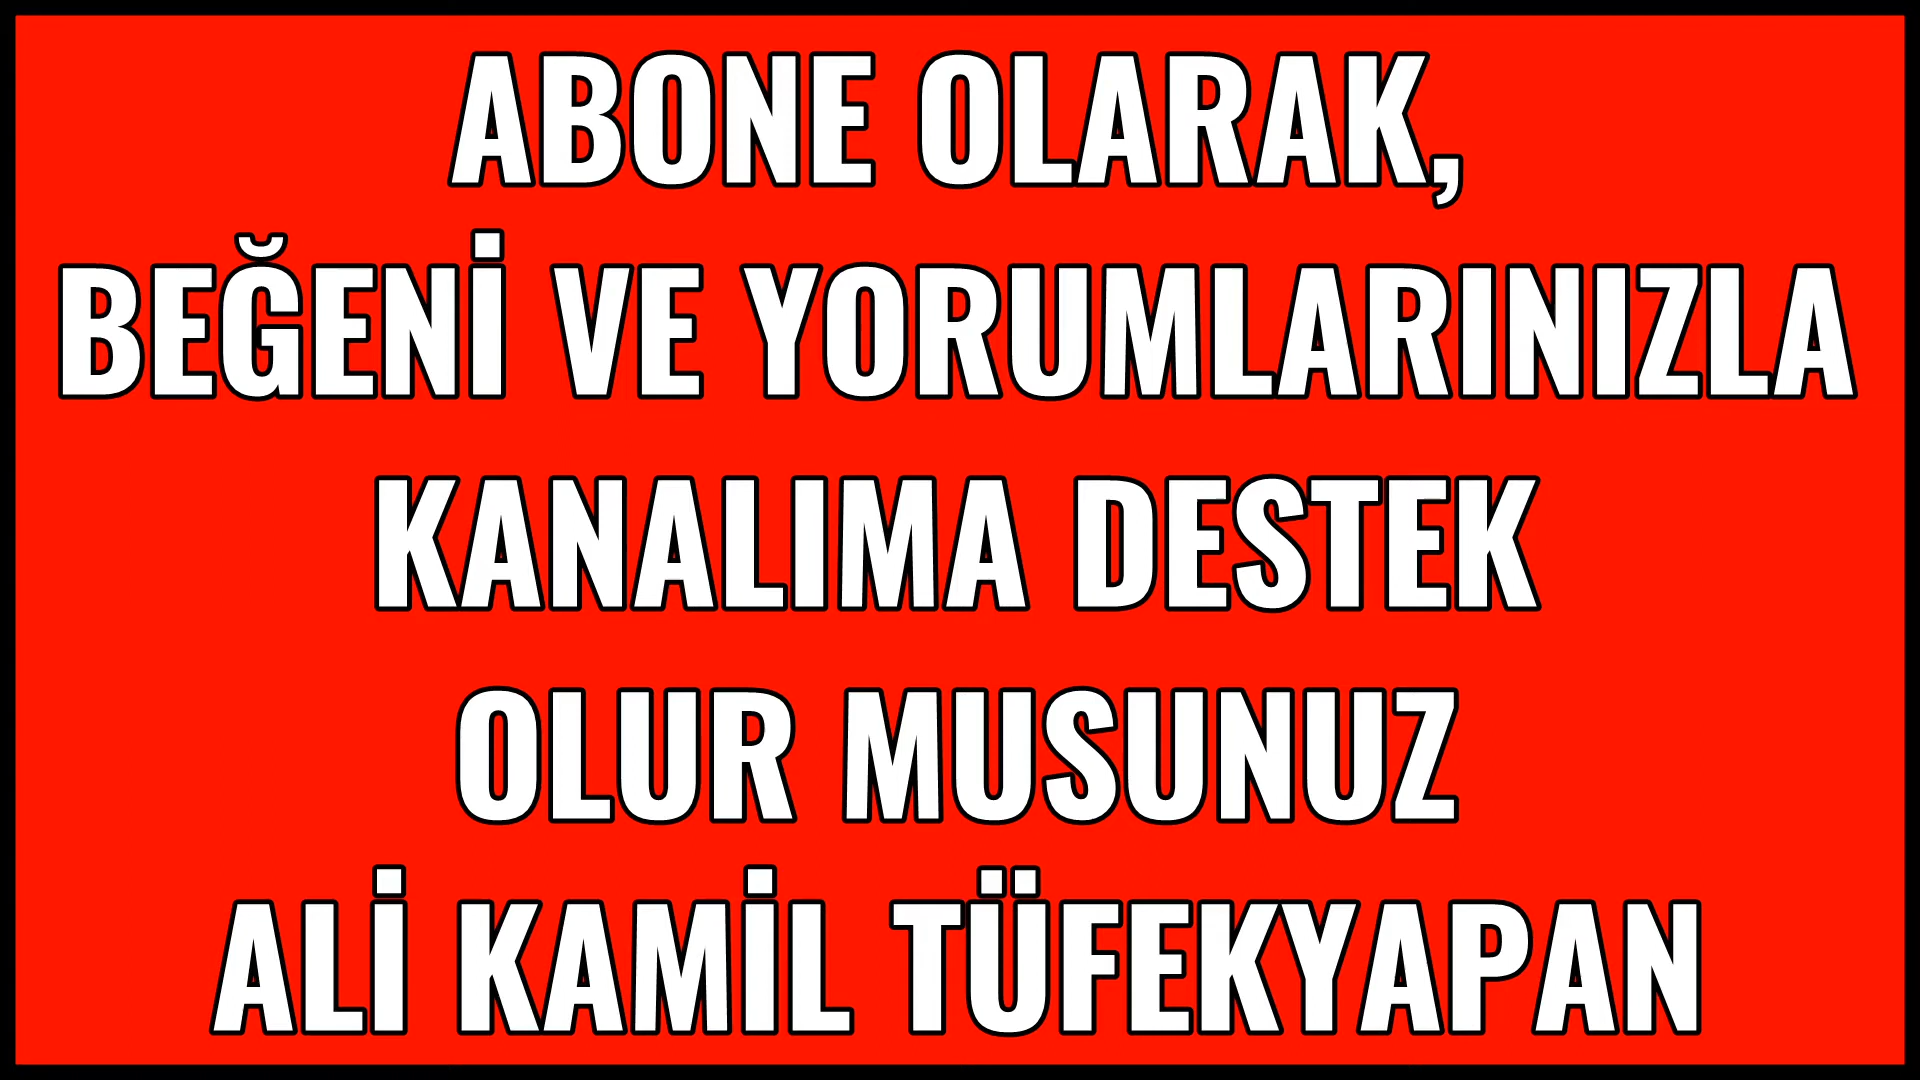 ABONE OLARAK,
BEĞENİ VE YORUMLARINIZLA
KANALIMA DESTEK
OLUR MUSUNUZ
ALİ KAMİL TÜFEKYAPAN